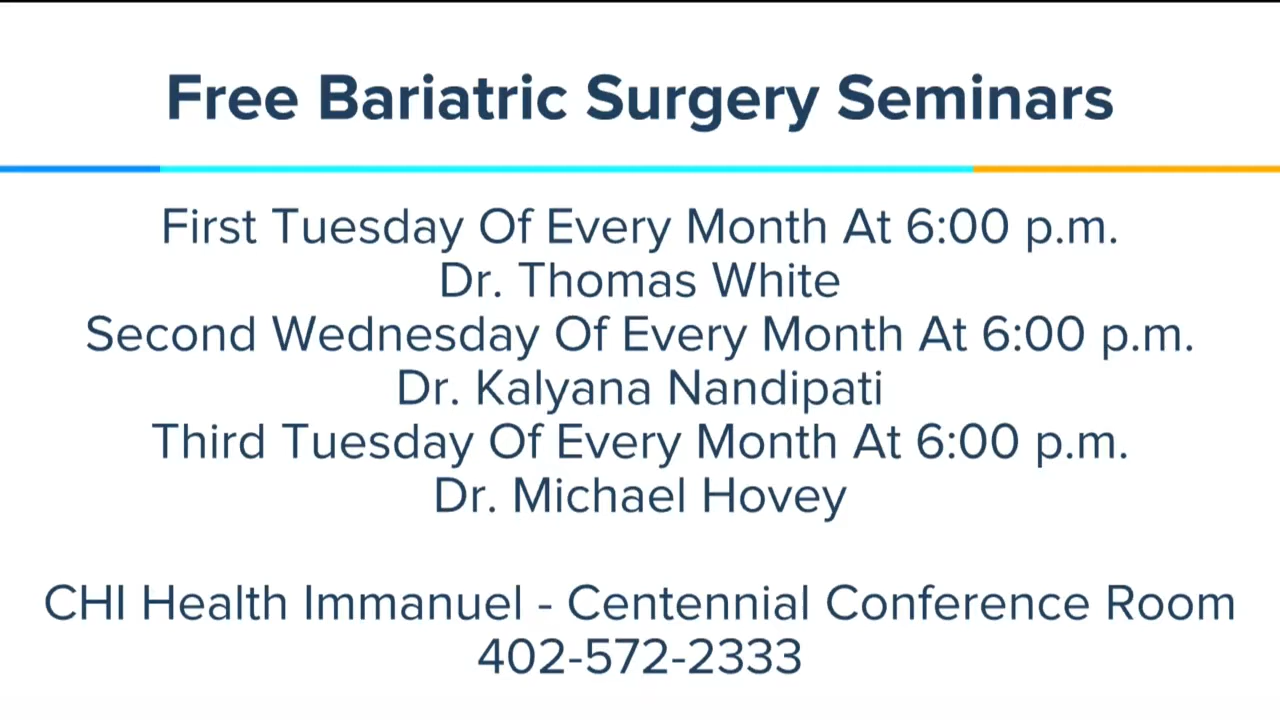 Free Bariatric Surgery Seminars
First Tuesday Of Every Month At 6:00 p.m.
Dr. Thomas White
Second Wednesday Of Every Month At 6:00 p.m.
Dr. Kalyana Nandipati
Third Tuesday Of Every Month At 6:00 p.m.
Dr. Michael Hovey
CHI Health Immanuel - Centennial Conference Room
402-572-2333